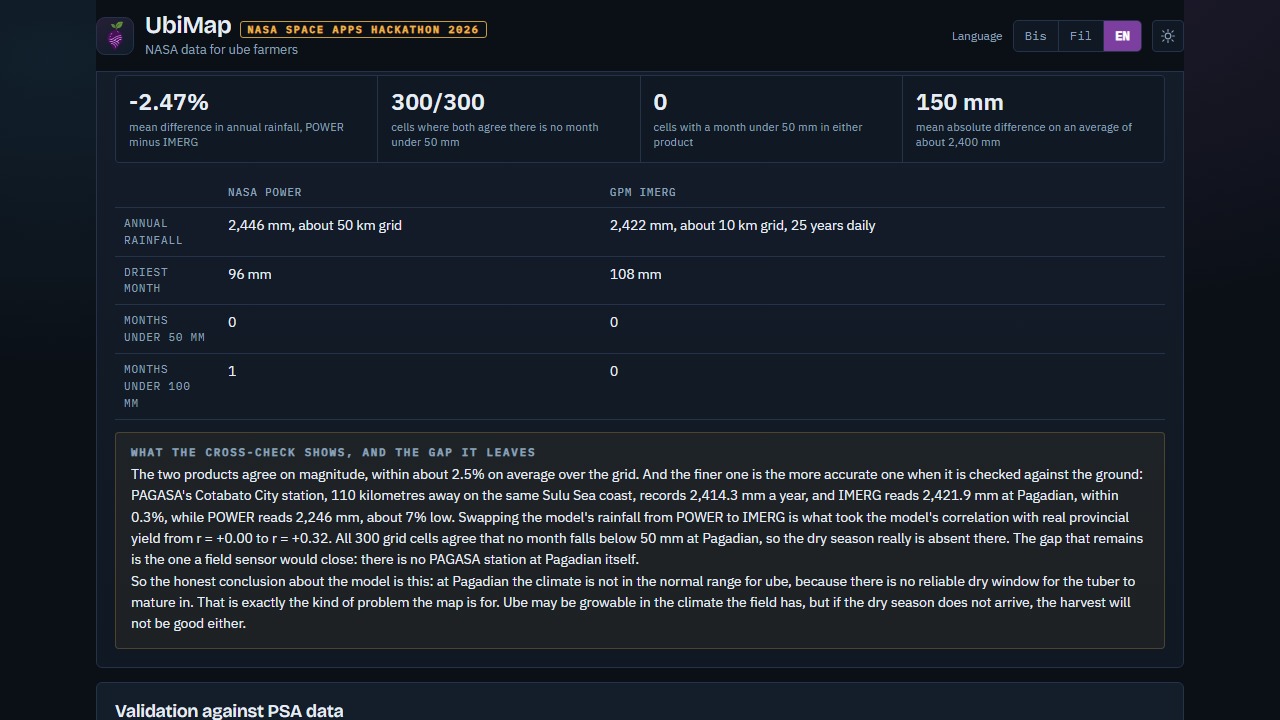 UbiMap NASA SPACE APPS HACKATHON 2026
NASA data for ube farmers
Language Bis Fil EN
-2.47%
mean difference in annual rainfall, POWER
minus IMERG
300/300
cells where both agree there is no month
under 50 mm
0
cells with a month under 50 mm in either
product
150 mm
mean absolute difference on an average of
about 2,400 mm
NASA POWER GPM IMERG
ANNUAL
RAINFALL
2,446 mm, about 50 km grid
2,422 mm, about 10 km grid, 25 years daily
DRIEST
MONTH
96 mm
108 mm
MONTHS
UNDER 50 MM
0
0
MONTHS
UNDER 100
MM
1
0
WHAT THE CROSS-CHECK SHOWS, AND THE GAP IT LEAVES
The two products agree on magnitude, within about 2.5% on average over the grid. And the finer one is the more accurate one when it is checked against the ground:
PAGASA's Cotabato City station, 110 kilometres away on the same Sulu Sea coast, records 2,414.3 mm a year, and IMERG reads 2,421.9 mm at Pagadian, within
0.3%, while POWER reads 2,246 mm, about 7% low. Swapping the model's rainfall from POWER to IMERG is what took the model's correlation with real provincial
yield from r = +0.00 to r = +0.32. All 300 grid cells agree that no month falls below 50 mm at Pagadian, so the dry season really is absent there. The gap that remains
is the one a field sensor would close: there is no PAGASA station at Pagadian itself.
So the honest conclusion about the model is this: at Pagadian the climate is not in the normal range for ube, because there is no reliable dry window for the tuber to
mature in. That is exactly the kind of problem the map is for. Ube may be growable in the climate the field has, but if the dry season does not arrive, the harvest will
not be good either.
Validation against PSA data